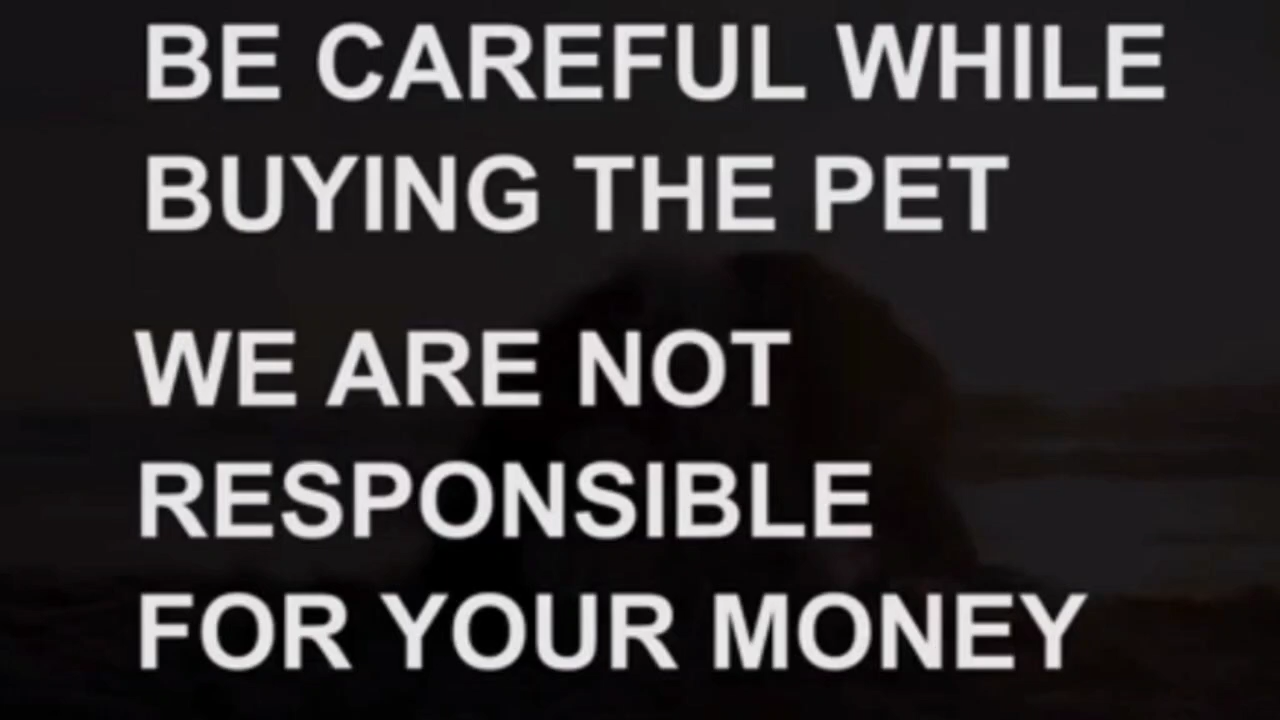 BE CAREFUL WHILE
BUYING THE PET
WE ARE NOT
RESPONSIBLE
FOR YOUR MONEY